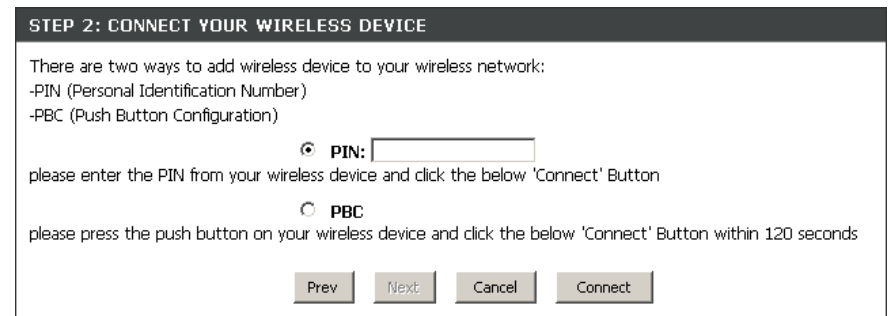 STEP 2: CONNECT YOUR WIRELESS DEVICE
There are two ways to add wireless device to your wireless network:
-PIN (Personal Identification Number)
-PBC (Push Button Configuration)
PIN:
please enter the PIN from your wireless device and click the below 'Connect' Button
PBC
please press the push button on your wireless device and click the below 'Connect' Button within 120 seconds
Prev Next Cancel Connect